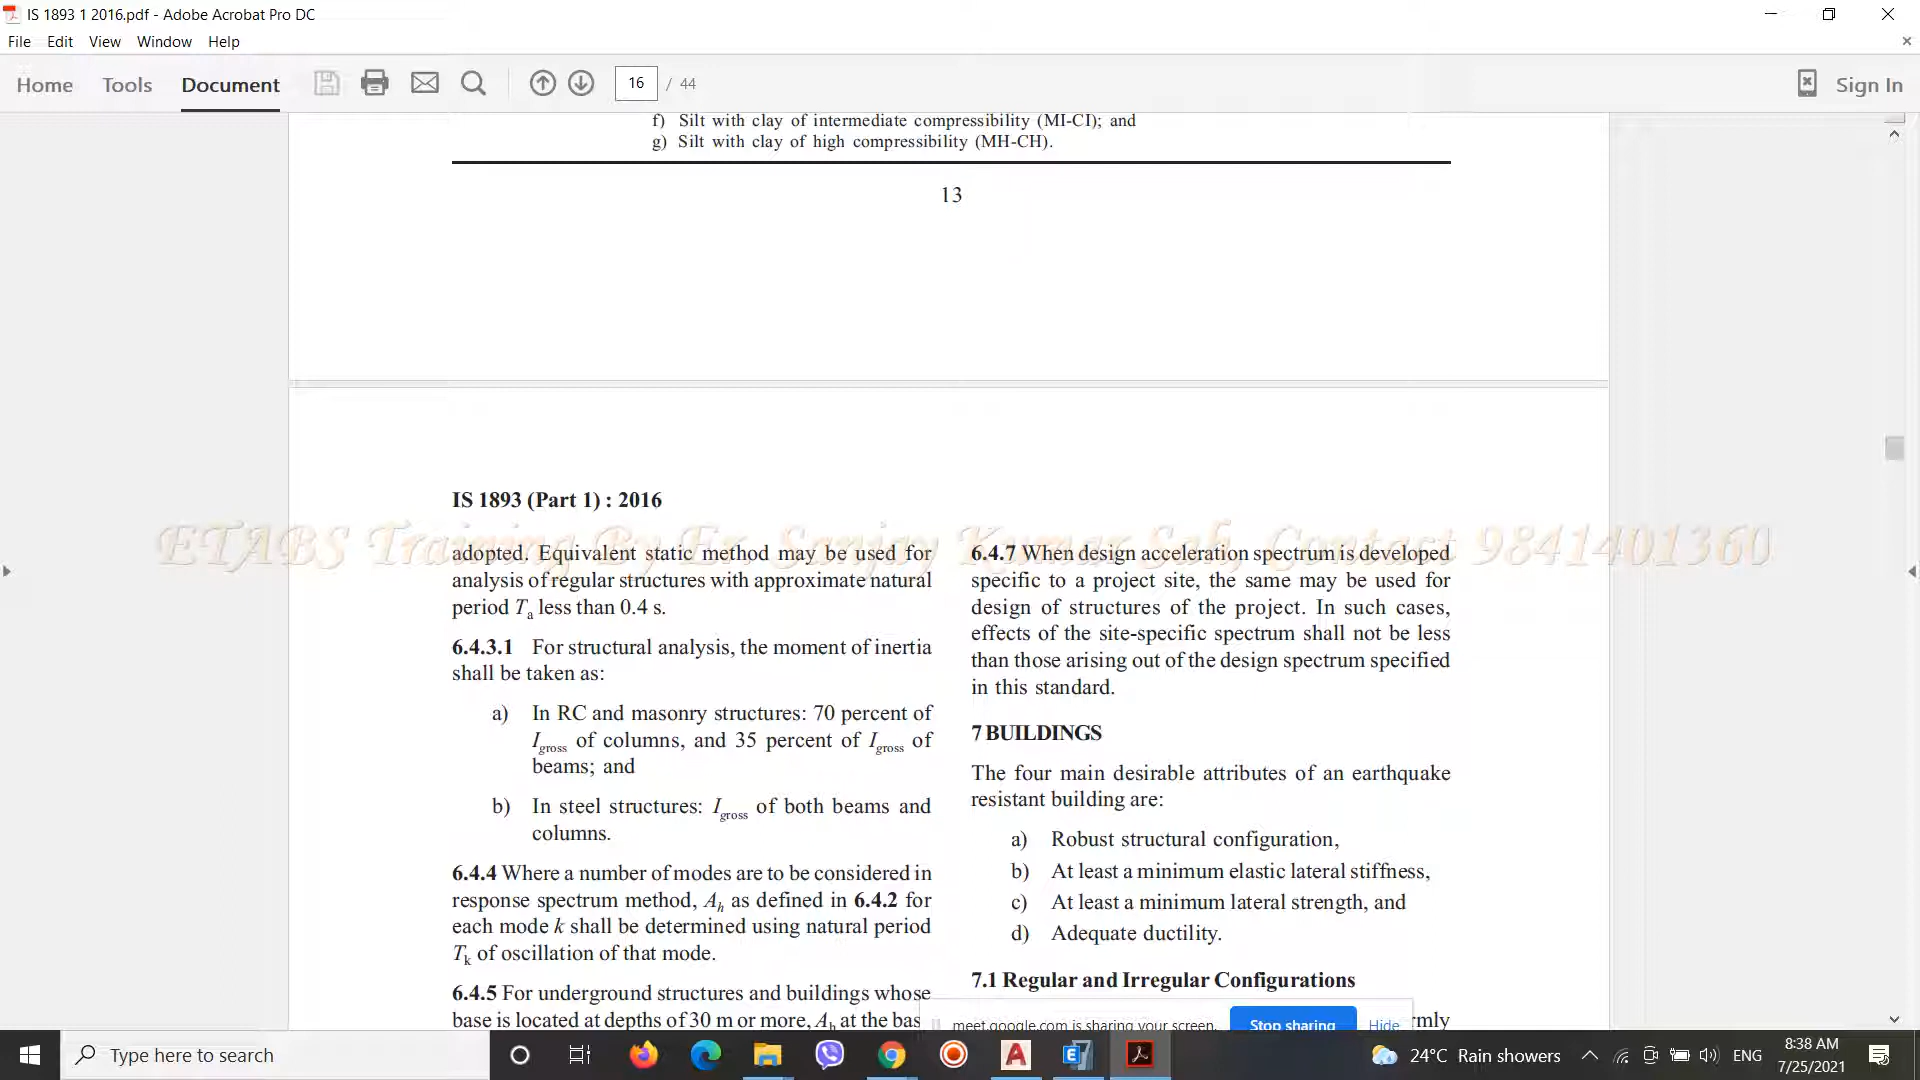 IS 1893 1 2016.pdf - Adobe Acrobat Pro DC
File Edit View Window Help
Home Tools Document 16 / 44 Sign In
f) Silt with clay of intermediate compressibility (MI-CI); and
g) Silt with clay of high compressibility (MH-CH).
13
IS 1893 (Part 1) : 2016
ETABS Training By Er. Sanjay Kumar Sah, Contact 9841401360
adopted. Equivalent static method may be used for
analysis of regular structures with approximate natural
period Ta less than 0.4 s.
6.4.3.1 For structural analysis, the moment of inertia
shall be taken as:
a) In RC and masonry structures: 70 percent of
Igross of columns, and 35 percent of Igross of
beams; and
b) In steel structures: Igross of both beams and
columns.
6.4.4 Where a number of modes are to be considered in
response spectrum method, Ah as defined in 6.4.2 for
each mode k shall be determined using natural period
Tk of oscillation of that mode.
6.4.5 For underground structures and buildings whose
base is located at depths of 30 m or more, Ah at the bas
6.4.7 When design acceleration spectrum is developed
specific to a project site, the same may be used for
design of structures of the project. In such cases,
effects of the site-specific spectrum shall not be less
than those arising out of the design spectrum specified
in this standard.
7 BUILDINGS
The four main desirable attributes of an earthquake
resistant building are:
a) Robust structural configuration,
b) At least a minimum elastic lateral stiffness,
c) At least a minimum lateral strength, and
d) Adequate ductility.
7.1 Regular and Irregular Configurations
rmly
meet.google.com is sharing your screen. Stop sharing Hide
Type here to search
24°C Rain showers ENG
8:38 AM
7/25/2021